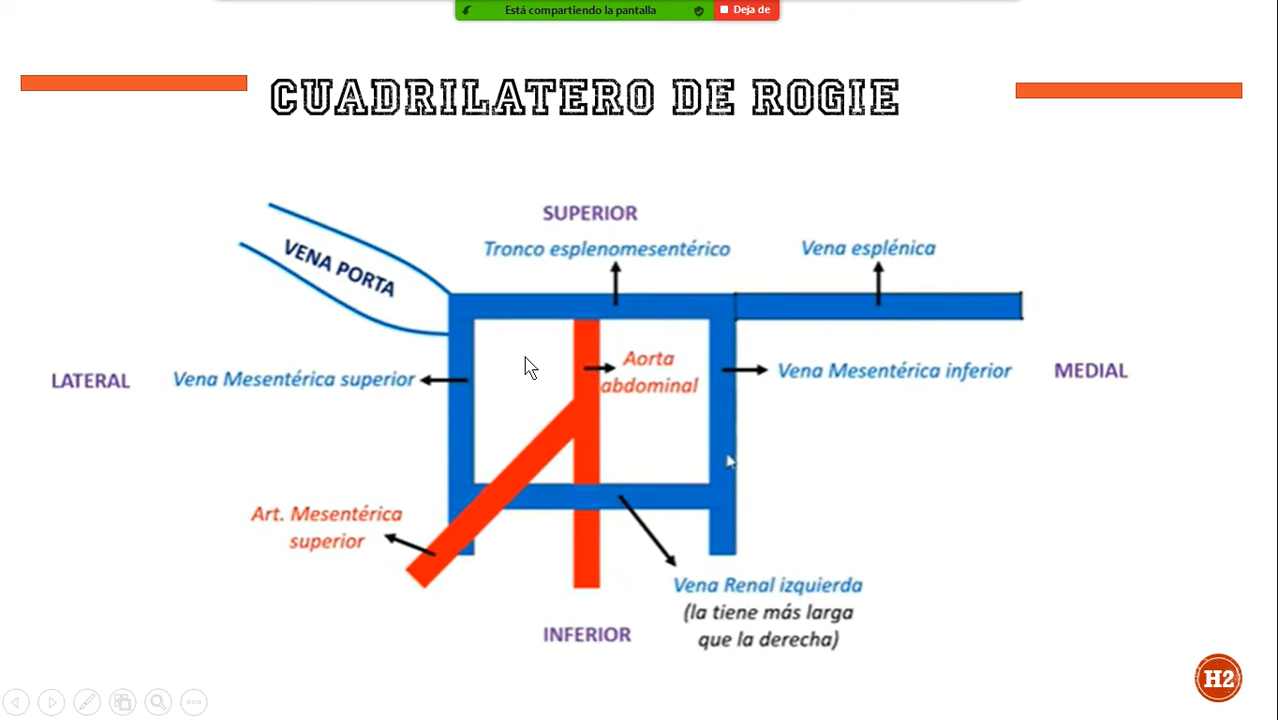 Está compartiendo la pantalla
Deja de
CUADRILATERO DE ROGIE
SUPERIOR
Tronco esplenomesentérico
Vena esplénica
VENA PORTA
Aorta
abdominal
LATERAL
Vena Mesentérica superior
Vena Mesentérica inferior
MEDIAL
Art. Mesentérica
superior
Vena Renal izquierda
(la tiene más larga
que la derecha)
INFERIOR
H2